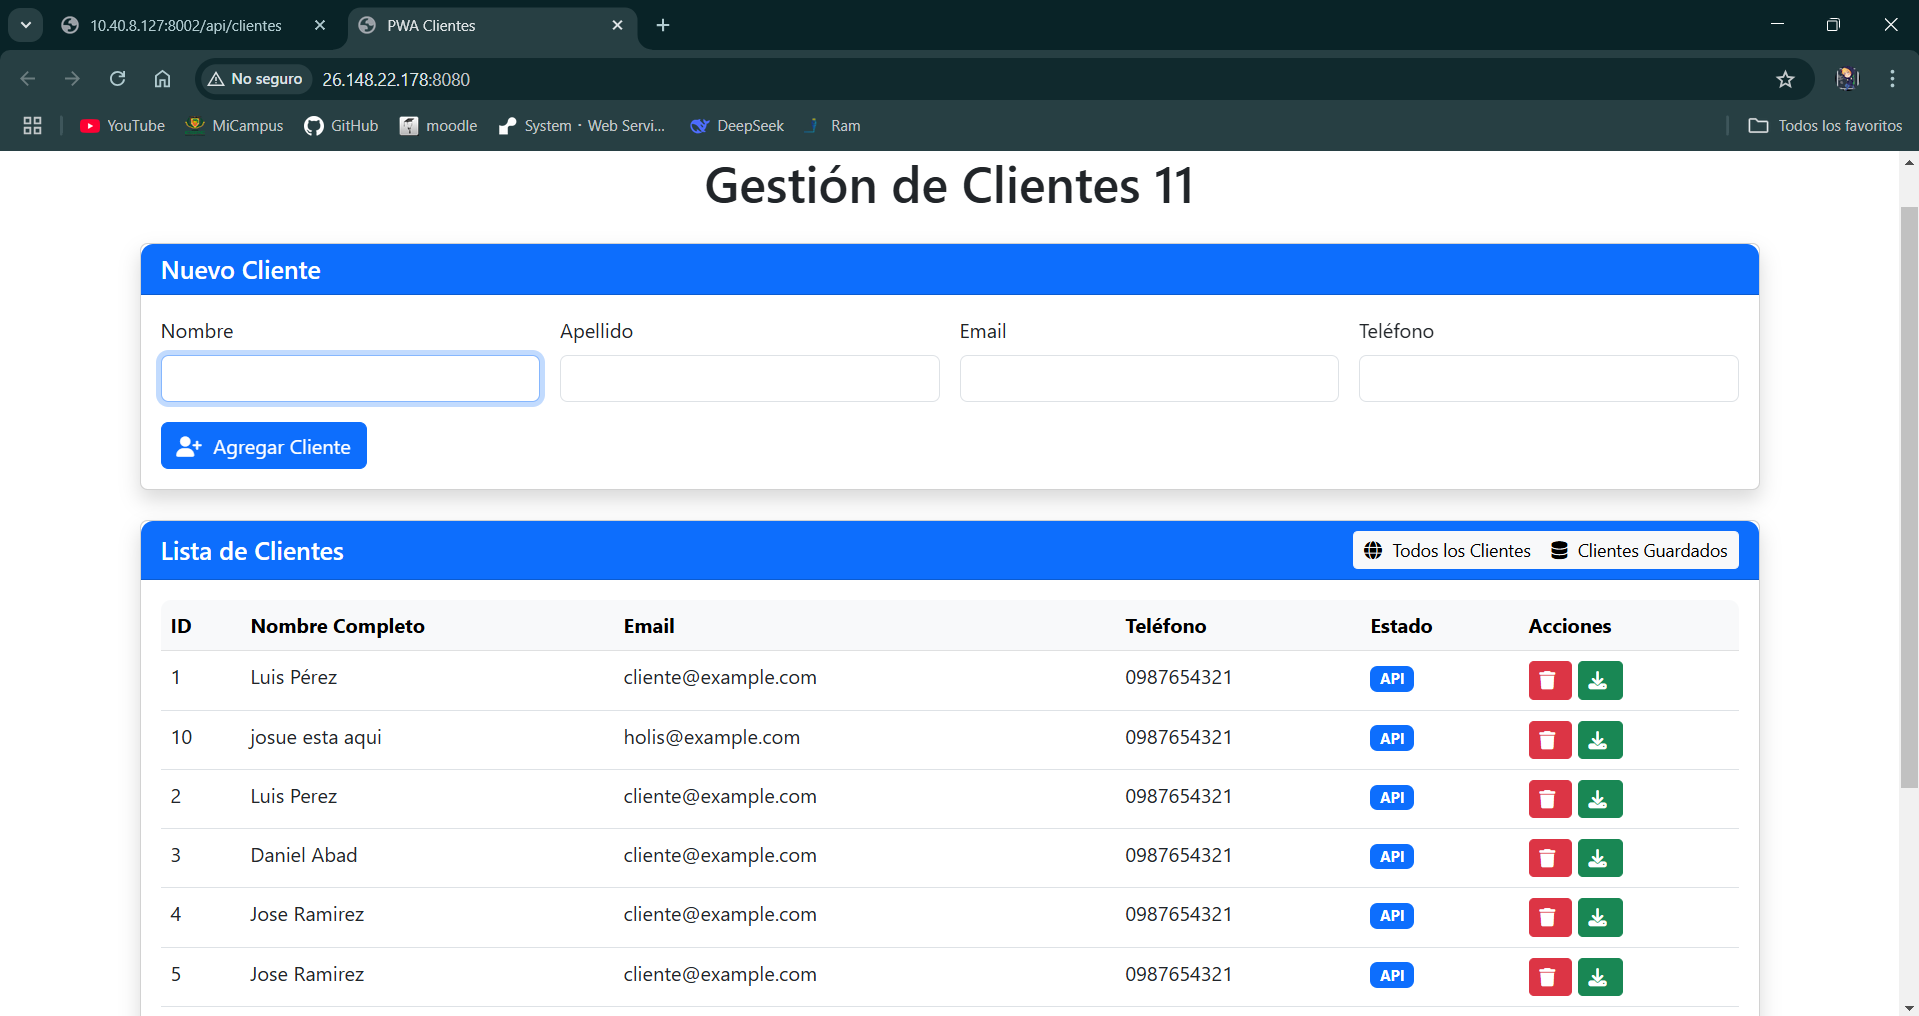 10.40.8.127:8002/api/clientes
PWA Clientes
No seguro
26.148.22.178:8080
YouTube
MiCampus
GitHub
moodle
System · Web Servi...
DeepSeek
Ram
Todos los favoritos
Gestión de Clientes 11
Nuevo Cliente
Nombre Apellido Email Teléfono
Agregar Cliente
Lista de Clientes
Todos los Clientes Clientes Guardados
ID Nombre Completo Email Teléfono Estado Acciones
1 Luis Pérez cliente@example.com 0987654321 API
10 josue esta aqui holis@example.com 0987654321 API
2 Luis Perez cliente@example.com 0987654321 API
3 Daniel Abad cliente@example.com 0987654321 API
4 Jose Ramirez cliente@example.com 0987654321 API
5 Jose Ramirez cliente@example.com 0987654321 API